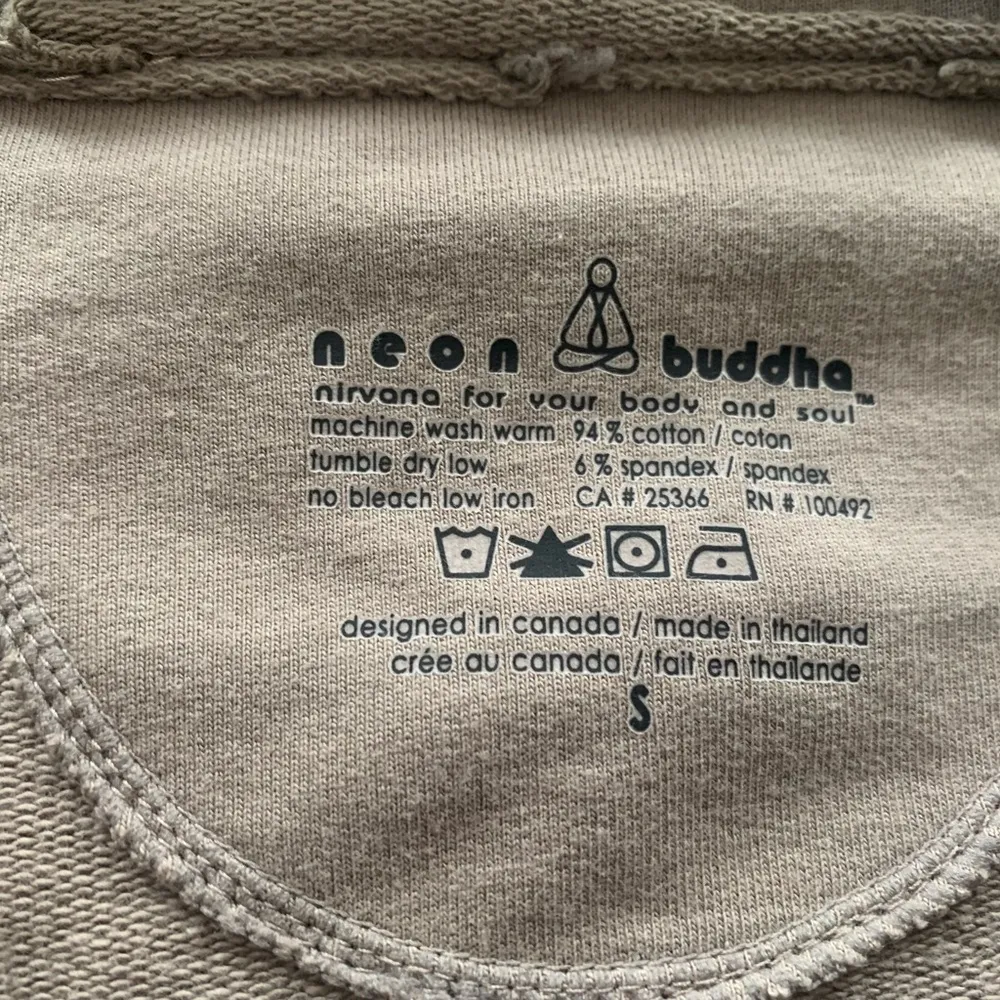 neon buddha™
nirvana for your body and soul
machine wash warm 94% cotton / coton
tumble dry low 6% spandex / spandex
no bleach low iron CA # 25366 RN # 100492
designed in canada / made in thailand
crée au canada / fait en thaïlande
S